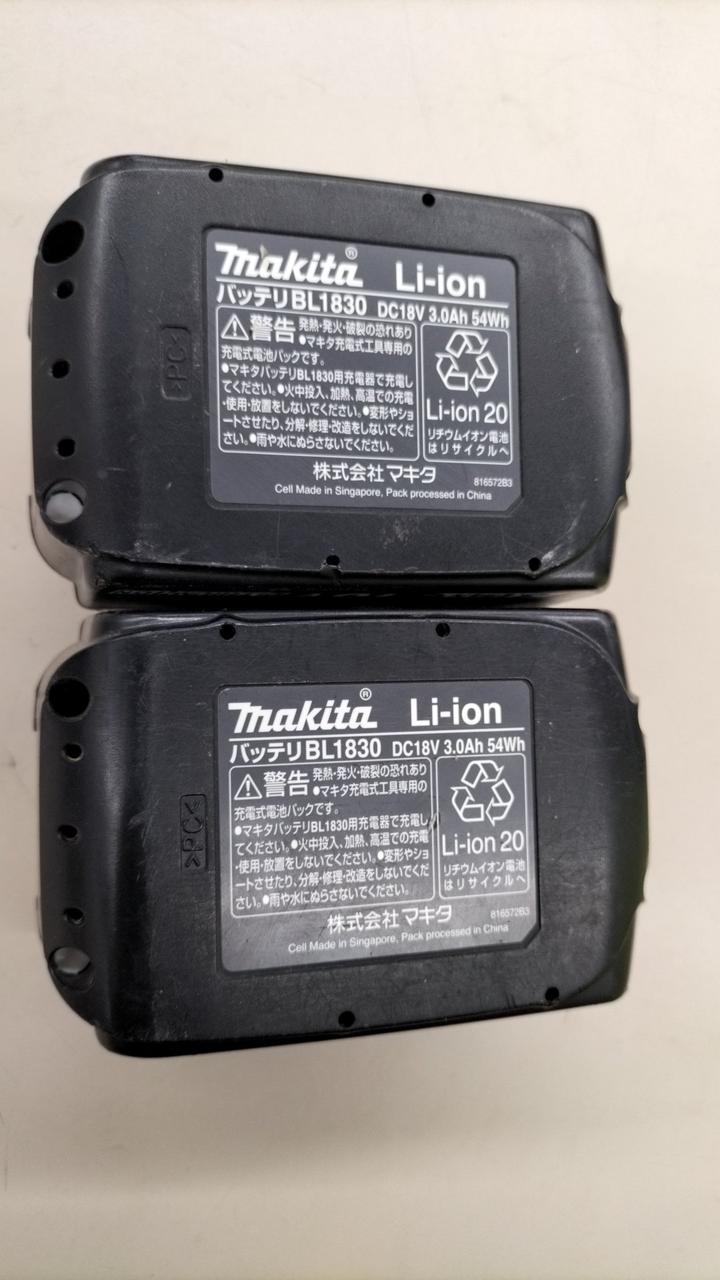 makita® Li-ion
バッテリBL1830 DC18V 3.0Ah 54Wh
警告 発熱・発火・破裂の恐れあり
●マキタ充電式工具専用の
充電式電池パックです。
●マキタバッテリBL1830用充電器で充電し
てください。●火中投入、加熱、高温での充電
・使用・放置をしないでください。●変形やショ
ートさせたり、分解・修理・改造をしないでくだ
さい。●雨や水にぬらさないでください。
Li-ion 20
リチウムイオン電池
はリサイクルへ
株式会社マキタ
816572B3
Cell Made in Singapore, Pack processed in China
>PC<
makita® Li-ion
バッテリBL1830 DC18V 3.0Ah 54Wh
警告 発熱・発火・破裂の恐れあり
●マキタ充電式工具専用の
充電式電池パックです。
●マキタバッテリBL1830用充電器で充電し
てください。●火中投入、加熱、高温での充電
・使用・放置をしないでください。●変形やショ
ートさせたり、分解・修理・改造をしないでくだ
さい。●雨や水にぬらさないでください。
Li-ion 20
リチウムイオン電池
はリサイクルへ
株式会社マキタ
816572B3
Cell Made in Singapore, Pack processed in China
>PC<